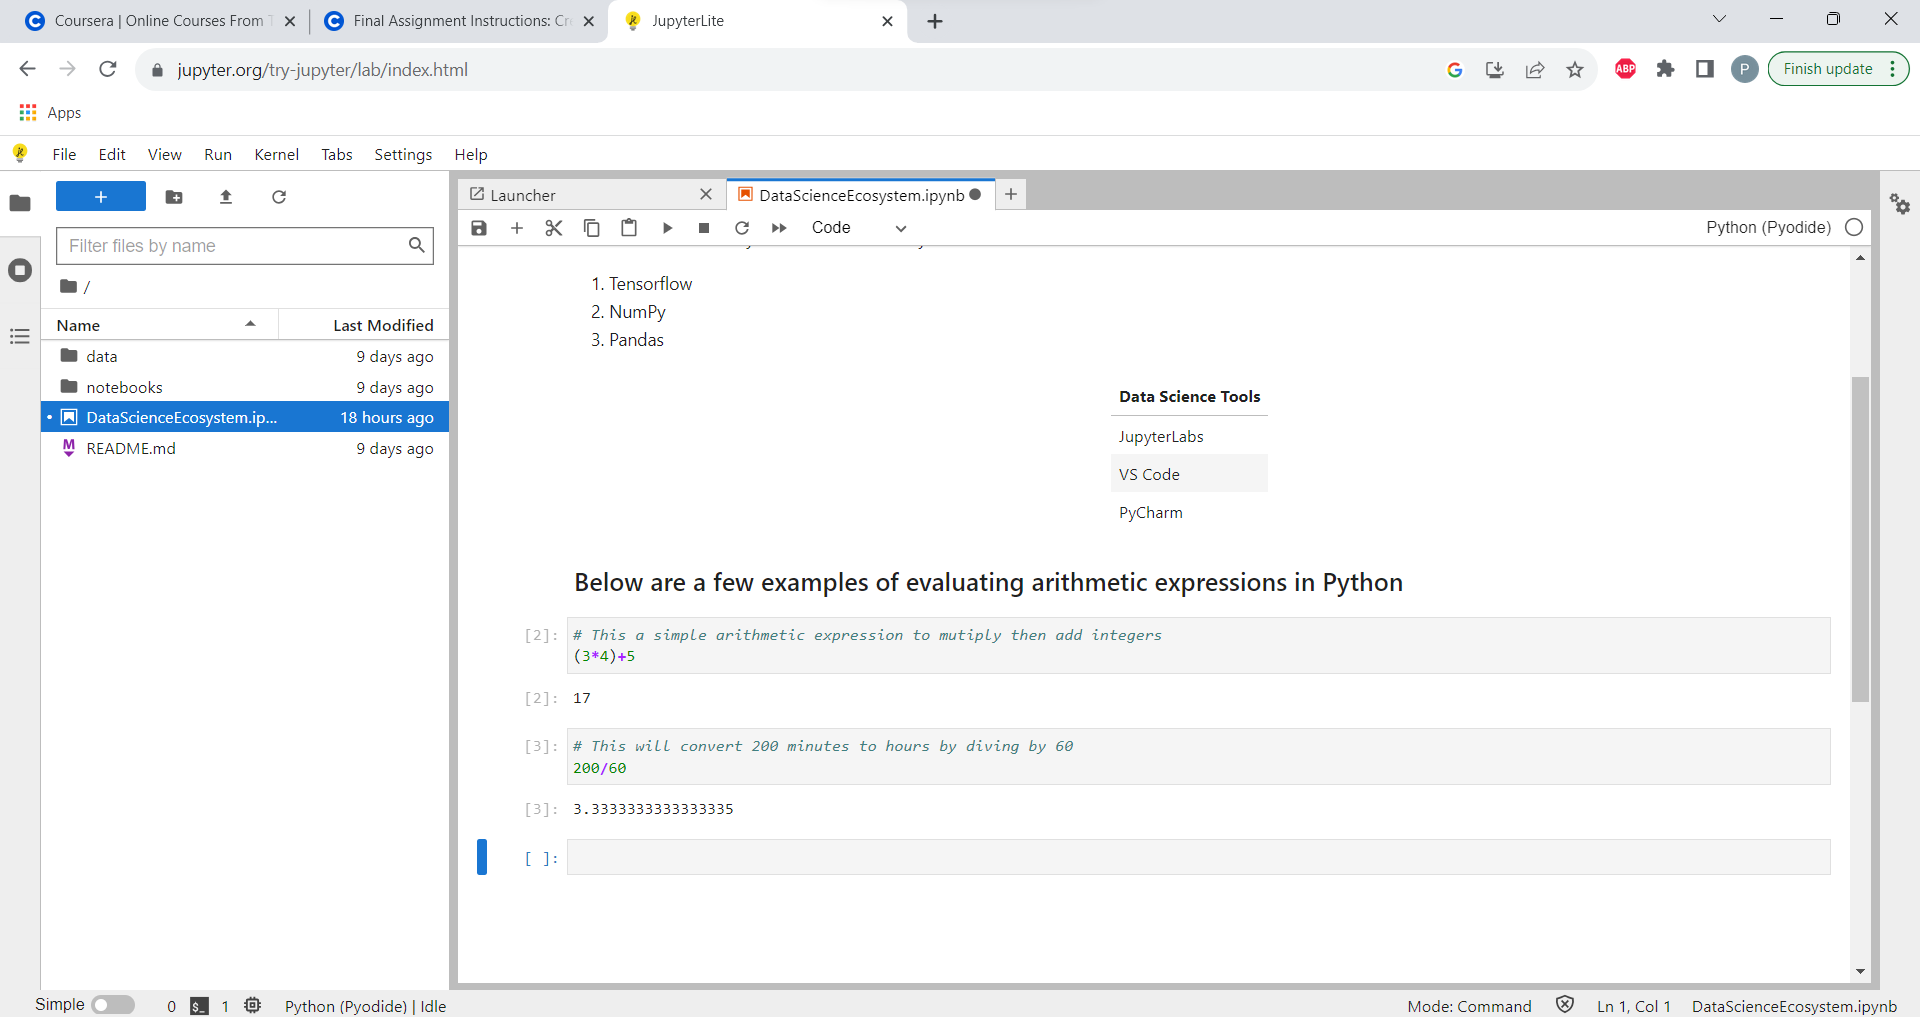 Coursera | Online Courses From T
Final Assignment Instructions: Cr
JupyterLite
jupyter.org/try-jupyter/lab/index.html
ABP
P
Finish update
Apps
File Edit View Run Kernel Tabs Settings Help
Filter files by name
/
Name Last Modified
data 9 days ago
notebooks 9 days ago
DataScienceEcosystem.ip... 18 hours ago
README.md 9 days ago
Launcher
DataScienceEcosystem.ipynb
Code
Python (Pyodide)
1. Tensorflow
2. NumPy
3. Pandas
Data Science Tools
JupyterLabs
VS Code
PyCharm
Below are a few examples of evaluating arithmetic expressions in Python
[2]: # This a simple arithmetic expression to mutiply then add integers
(3*4)+5
[2]: 17
[3]: # This will convert 200 minutes to hours by diving by 60
200/60
[3]: 3.3333333333333335
[ ]:
Simple 0 $_ 1 Python (Pyodide) | Idle
Mode: Command Ln 1, Col 1 DataScienceEcosystem.ipynb